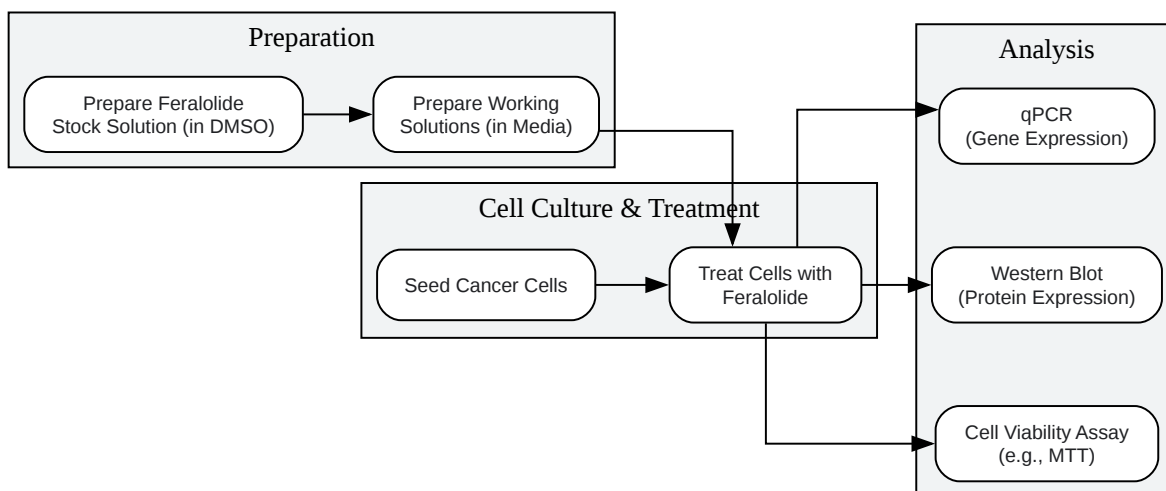 Preparation
Prepare Feralolide
Stock Solution (in DMSO)
Prepare Working
Solutions (in Media)
Cell Culture & Treatment
Seed Cancer Cells
Treat Cells with
Feralolide
Analysis
qPCR
(Gene Expression)
Western Blot
(Protein Expression)
Cell Viability Assay
(e.g., MTT)